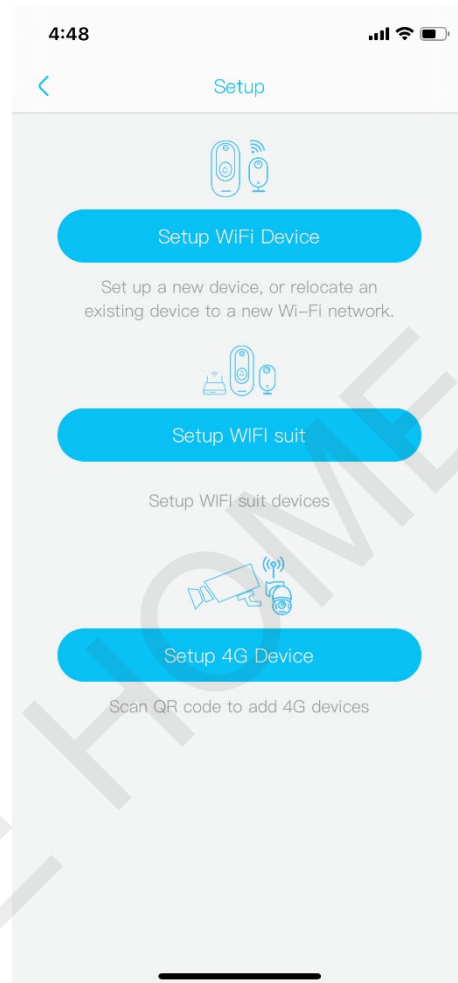 4:48
Setup
Setup WiFi Device
Set up a new device, or relocate an
existing device to a new Wi-Fi network.
Setup WIFI suit
Setup WIFI suit devices
Setup 4G Device
Scan QR code to add 4G devices
E HOME